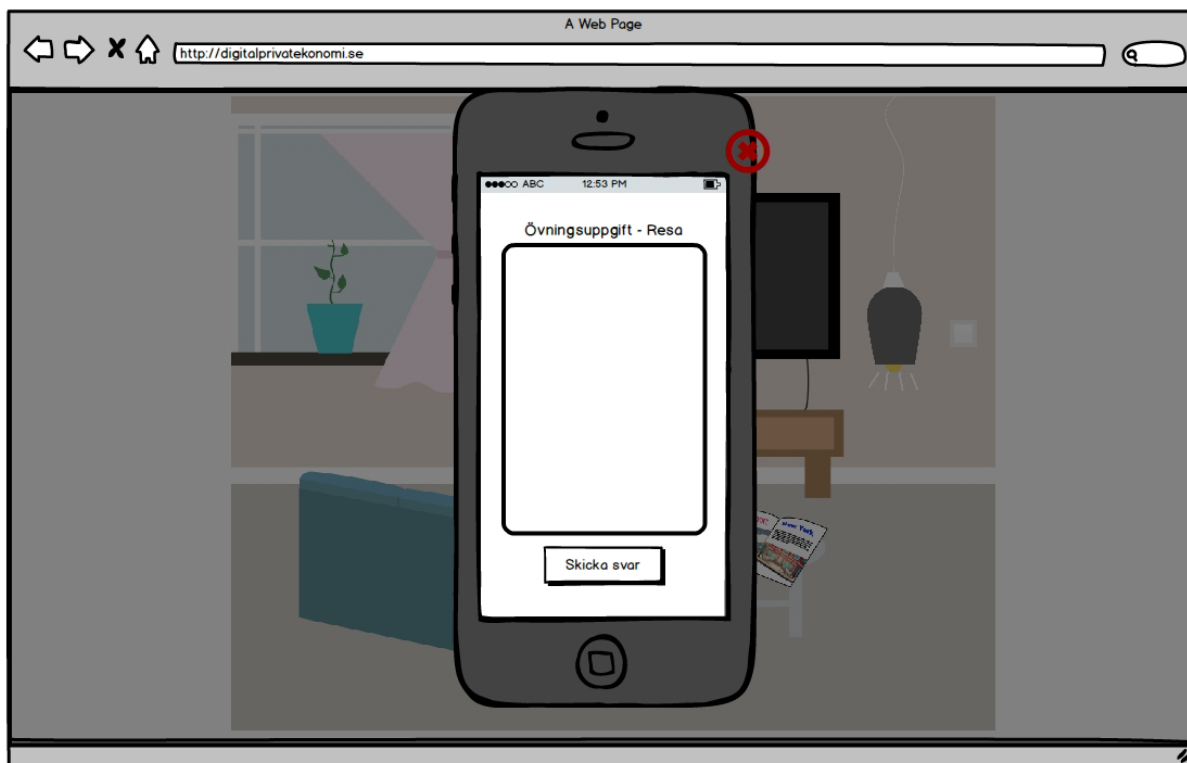 A Web Page
http://digitalprivatekonomi.se
ABC 12:53 PM
Övningsuppgift - Resa
New York
Skicka svar